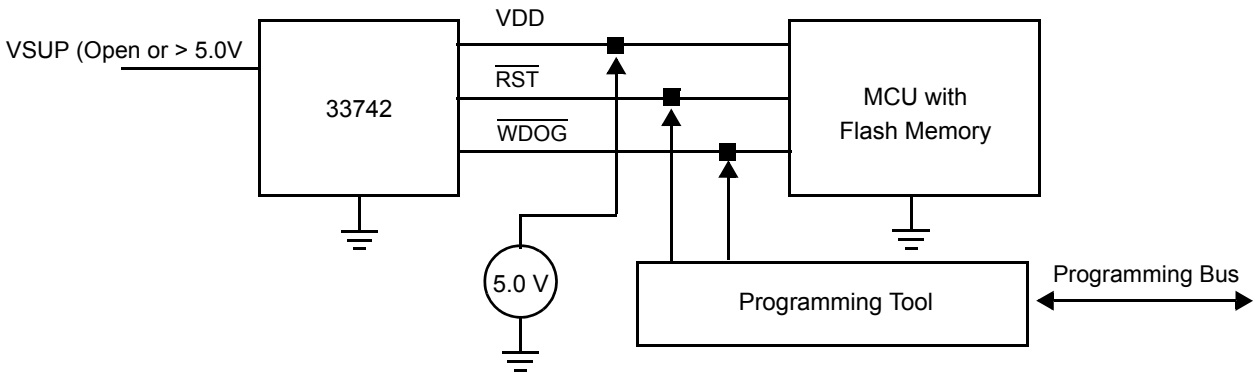 VDD
VSUP (Open or > 5.0V
RST
33742
MCU with
Flash Memory
WDOG
5.0 V
Programming Tool
Programming Bus